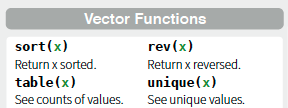 Vector Functions
sort(x) rev(x)
Return x sorted. Return x reversed.
table(x) unique(x)
See counts of values. See unique values.